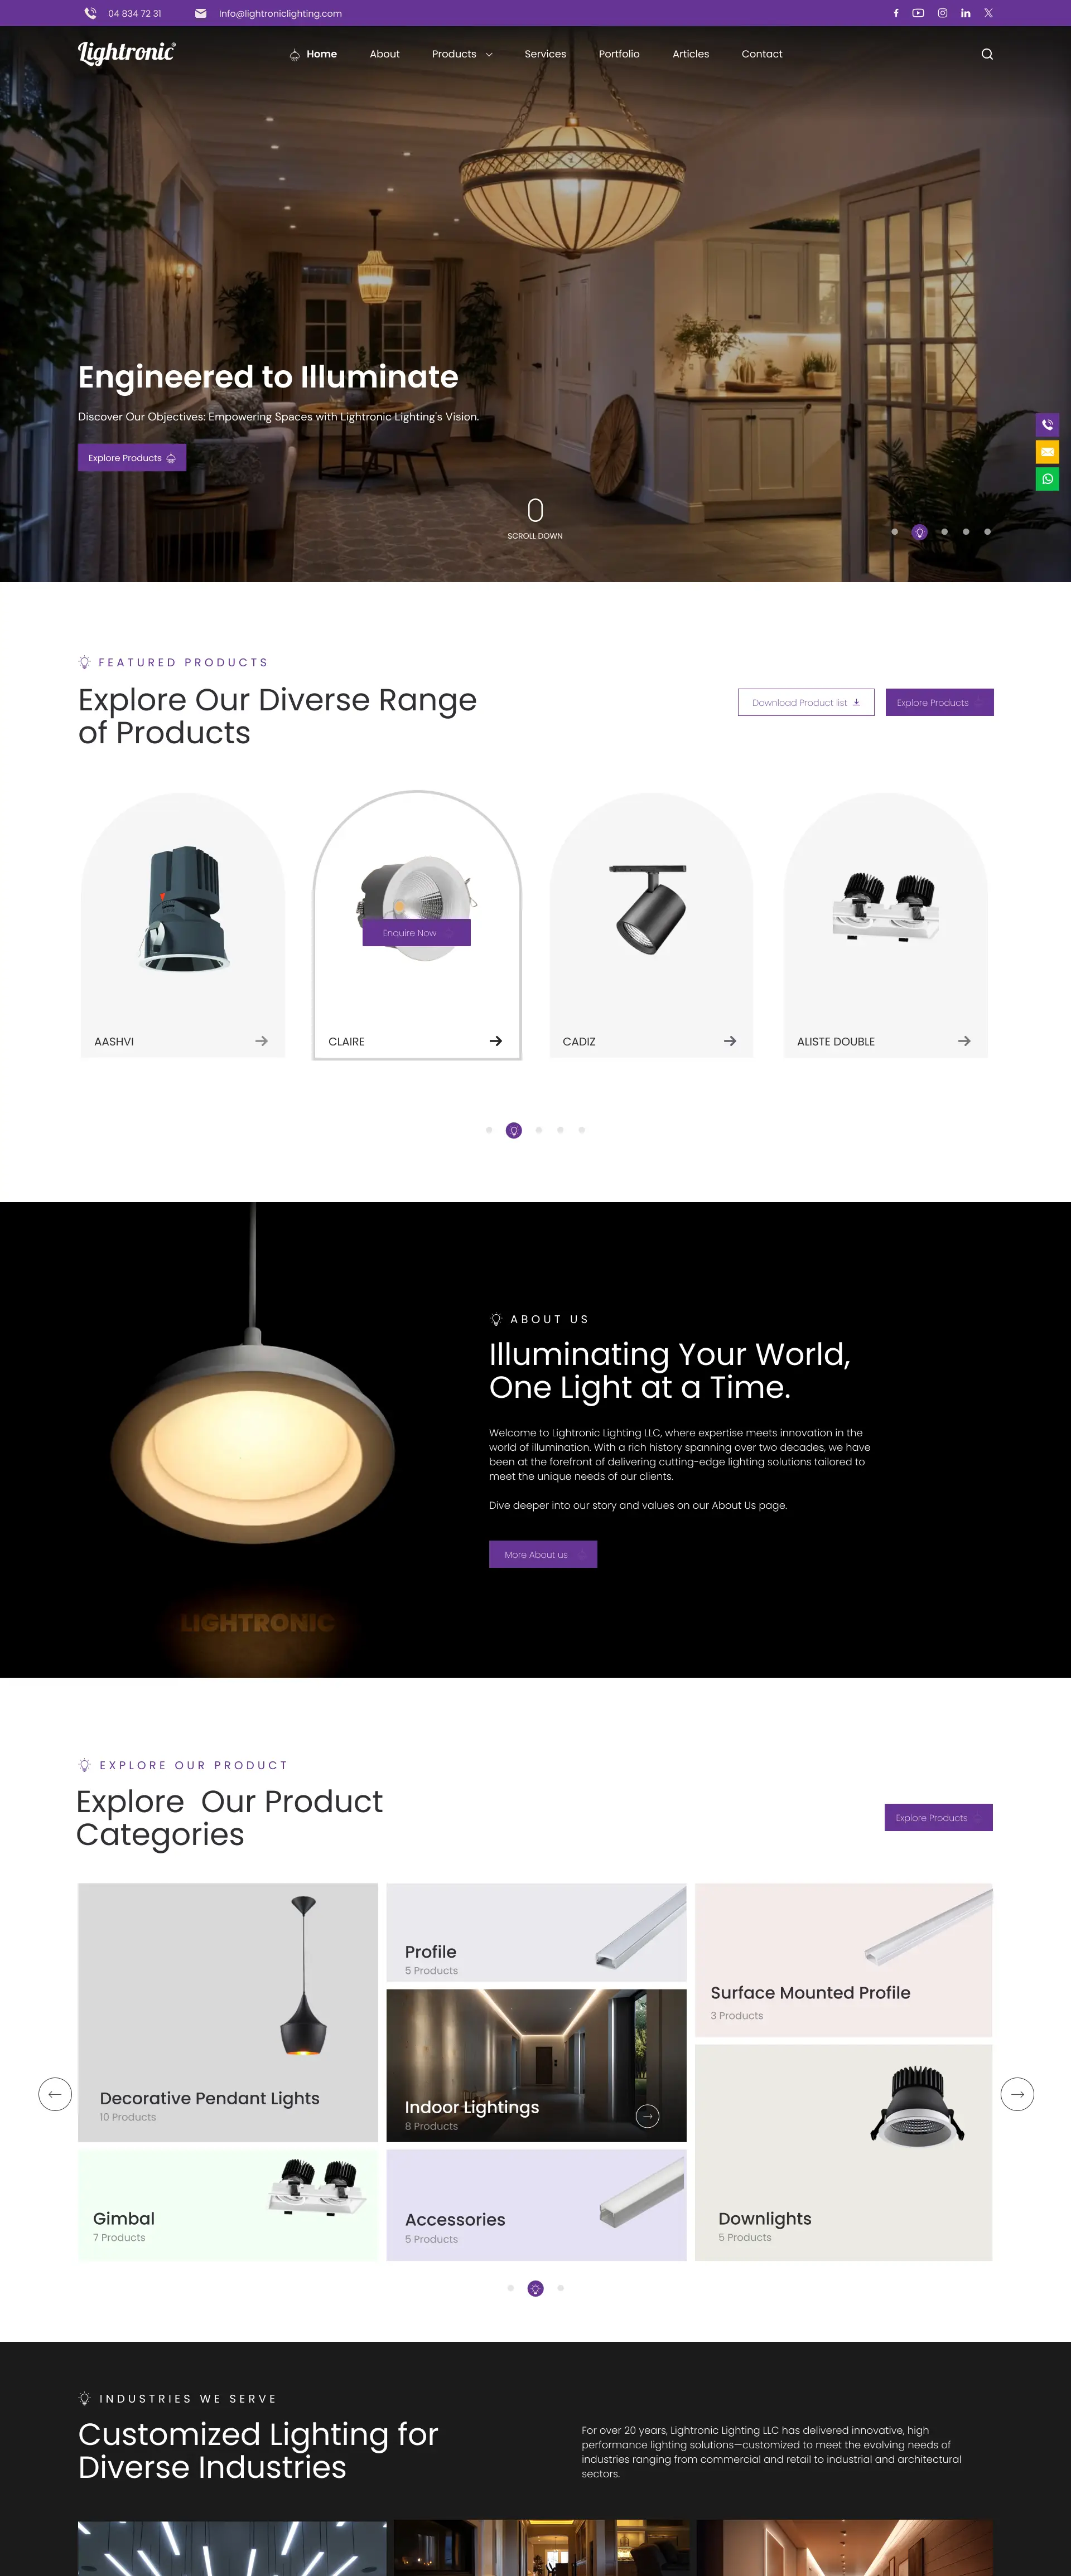 04 834 72 31
Info@lightroniclighting.com
Lightronic®
Home
About
Products
Services
Portfolio
Articles
Contact
Engineered to Illuminate
Discover Our Objectives: Empowering Spaces with Lightronic Lighting's Vision.
Explore Products
SCROLL DOWN
FEATURED PRODUCTS
Explore Our Diverse Range
of Products
Download Product list
Explore Products
Enquire Now
AASHVI
CLAIRE
CADIZ
ALISTE DOUBLE
ABOUT US
Illuminating Your World,
One Light at a Time.
Welcome to Lightronic Lighting LLC, where expertise meets innovation in the
world of illumination. With a rich history spanning over two decades, we have
been at the forefront of delivering cutting-edge lighting solutions tailored to
meet the unique needs of our clients.
Dive deeper into our story and values on our About Us page.
More About us
LIGHTRONIC
EXPLORE OUR PRODUCT
Explore  Our Product
Categories
Explore Products
Decorative Pendant Lights
10 Products
Gimbal
7 Products
Profile
5 Products
Indoor Lightings
8 Products
Accessories
5 Products
Surface Mounted Profile
3 Products
Downlights
5 Products
INDUSTRIES WE SERVE
Customized Lighting for
Diverse Industries
For over 20 years, Lightronic Lighting LLC has delivered innovative, high
performance lighting solutions—customized to meet the evolving needs of
industries ranging from commercial and retail to industrial and architectural
sectors.